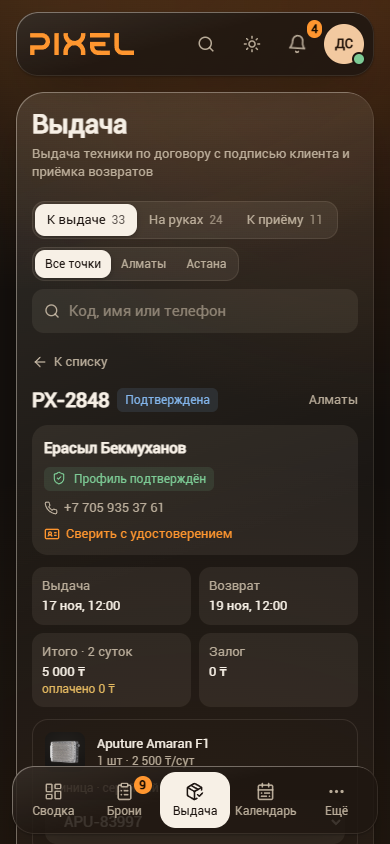 PIXEL
4
ДС
Выдача
Выдача техники по договору с подписью клиента и
приёмка возвратов
К выдаче 33 На руках 24 К приёму 11
Все точки Алматы Астана
Код, имя или телефон
К списку
PX-2848 Подтверждена Алматы
Ерасыл Бекмуханов
Профиль подтверждён
+7 705 935 37 61
Сверить с удостоверением
Выдача Возврат
17 ноя, 12:00 19 ноя, 12:00
Итого · 2 суток Залог
5 000 ₸ 0 ₸
оплачено 0 ₸
Aputure Amaran F1
1 шт · 2 500 ₸/сут
9
APU-83997
Сводка Брони Выдача Календарь Ещё